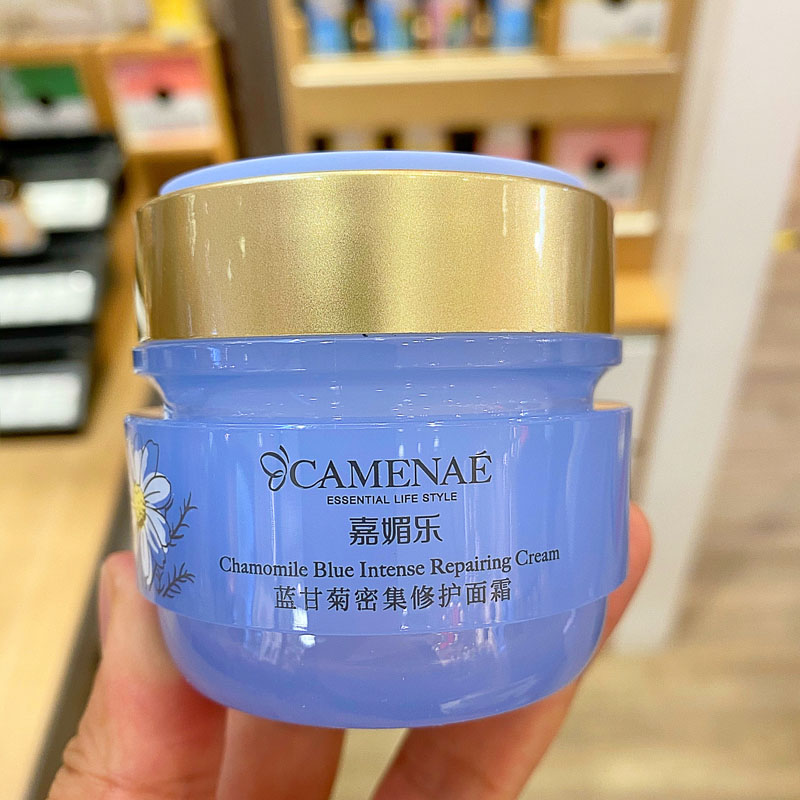 CAMENAÉ
ESSENTIAL LIFE STYLE
嘉媚乐
Chamomile Blue Intense Repairing Cream
蓝甘菊密集修护面霜